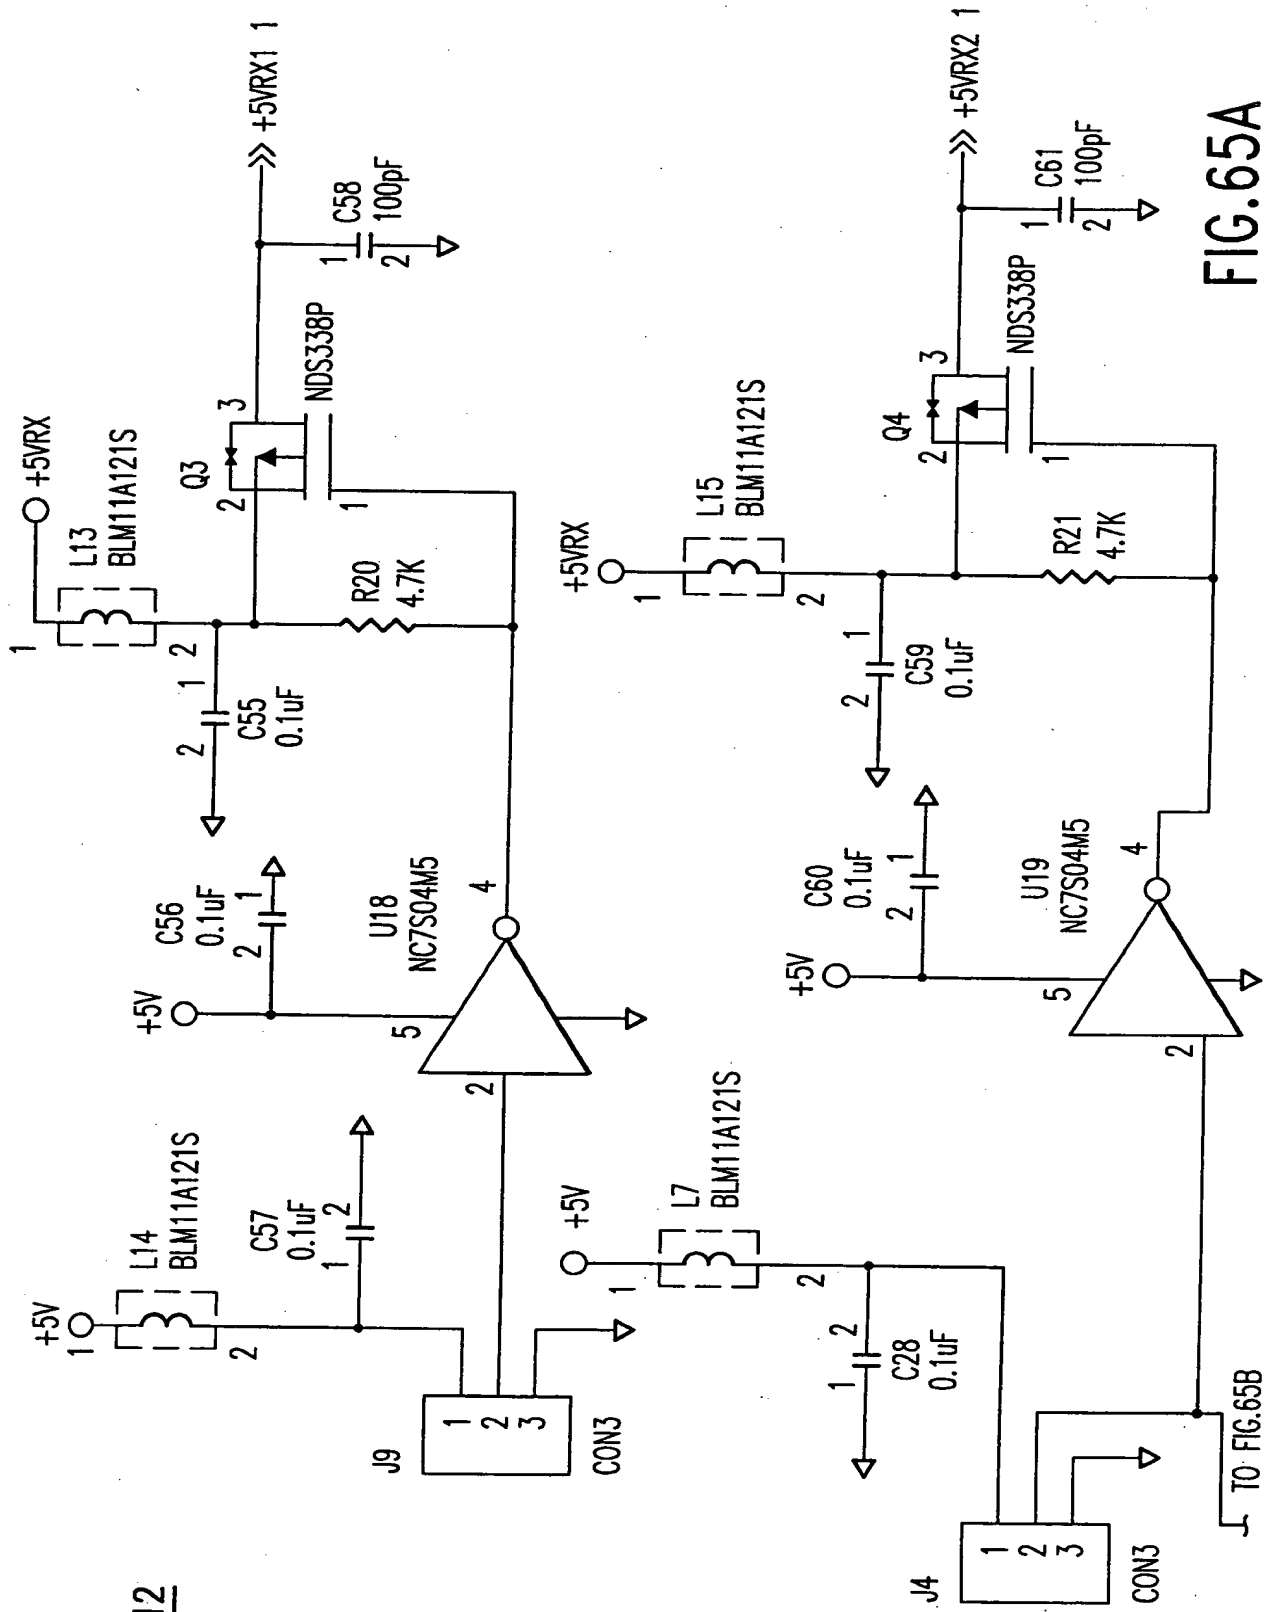 +5V
1
L14
BLM11A121S
2
C57
0.1uF
1
2
J9
1
2
3
CON3
+5V
C56
0.1uF
2
1
5
2
U18
NC7S04M5
4
+5VRX
1
L13
BLM11A121S
2
1
2
C55
0.1uF
R20
4.7K
Q3
2
3
1
NDS338P
+5VRX1 1
1
2
C58
100pF
+5V
1
L7
BLM11A121S
2
1
2
C28
0.1uF
J4
1
2
3
CON3
TO FIG.65B
+5V
C60
0.1uF
2
1
5
2
U19
NC7S04M5
4
+5VRX
1
L15
BLM11A121S
2
1
2
C59
0.1uF
R21
4.7K
Q4
2
3
1
NDS338P
+5VRX2 1
1
2
C61
100pF
FIG.65A